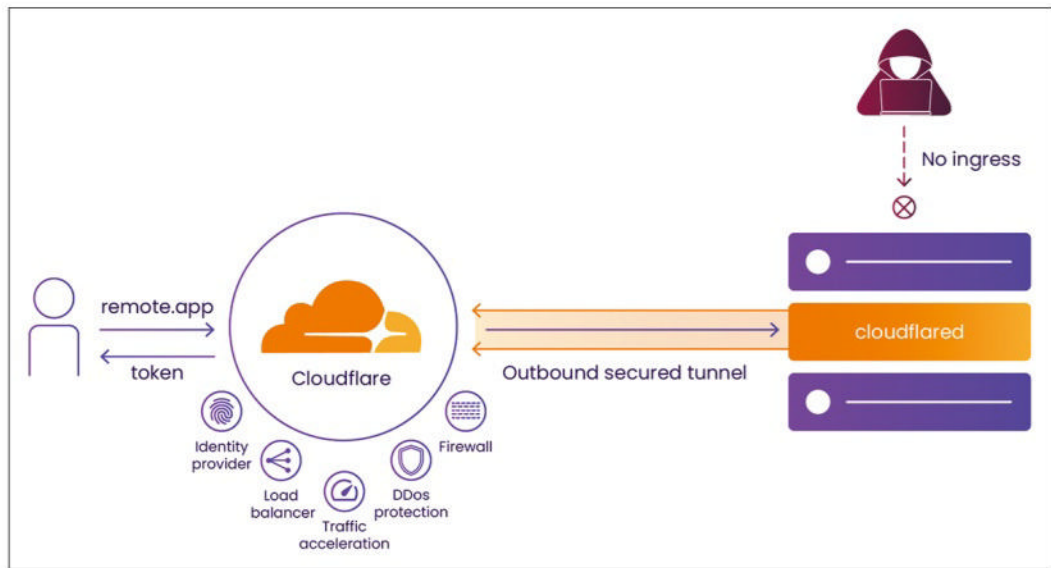 No ingress
remote.app
token
Cloudflare
Outbound secured tunnel
cloudflared
Identity
provider
Load
balancer
Traffic
acceleration
DDos
protection
Firewall